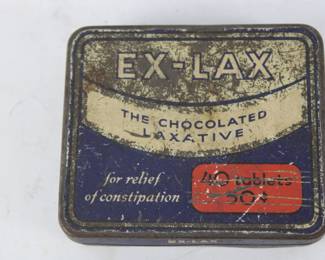 EX-LAX
THE CHOCOLATED
LAXATIVE
for relief
of constipation
40 tablets
50¢
EX-LAX